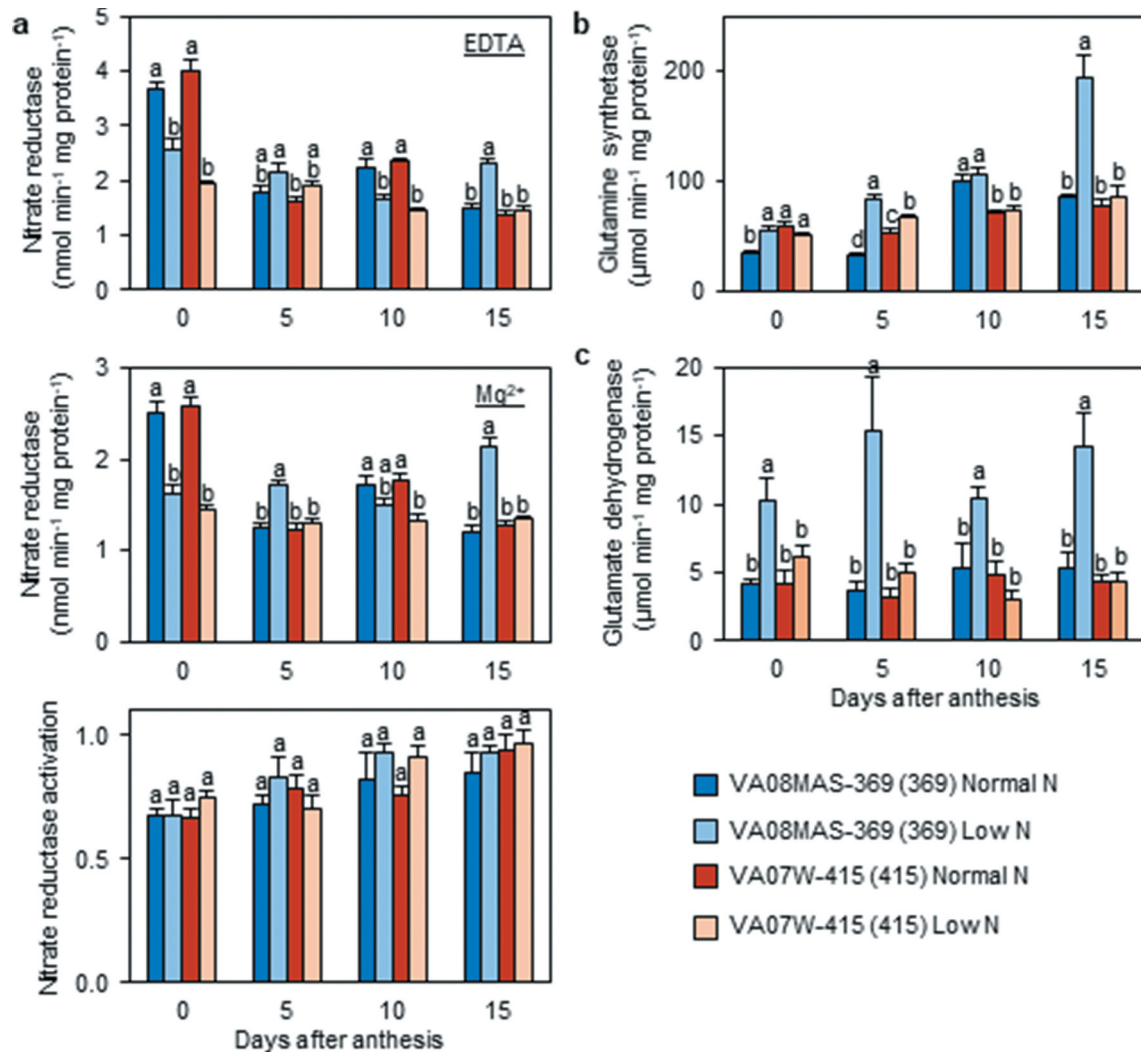 a
EDTA
Nitrate reductase
(nmol min⁻¹ mg protein⁻¹)
5
4
3
2
1
0
a b a b
a b a b a b
a b a b
b a b b
0 5 10 15
Mg²⁺
Nitrate reductase
(nmol min⁻¹ mg protein⁻¹)
3
2
1
0
a b a b
b a b b
a a b a b
b a b b
0 5 10 15
Nitrate reductase activation
1.0
0.5
0.0
a a a a
a a a a
a a a a
a a a a
0 5 10 15
Days after anthesis
b
Glutamine synthetase
(µmol min⁻¹ mg protein⁻¹)
200
100
0
b a a a
d a c b
a a b b
b a b b
0 5 10 15
c
Glutamate dehydrogenase
(µmol min⁻¹ mg protein⁻¹)
20
15
10
5
0
b a b b
b a b b
b a b b
b a b b
0 5 10 15
Days after anthesis
VA08MAS-369 (369) Normal N
VA08MAS-369 (369) Low N
VA07W-415 (415) Normal N
VA07W-415 (415) Low N